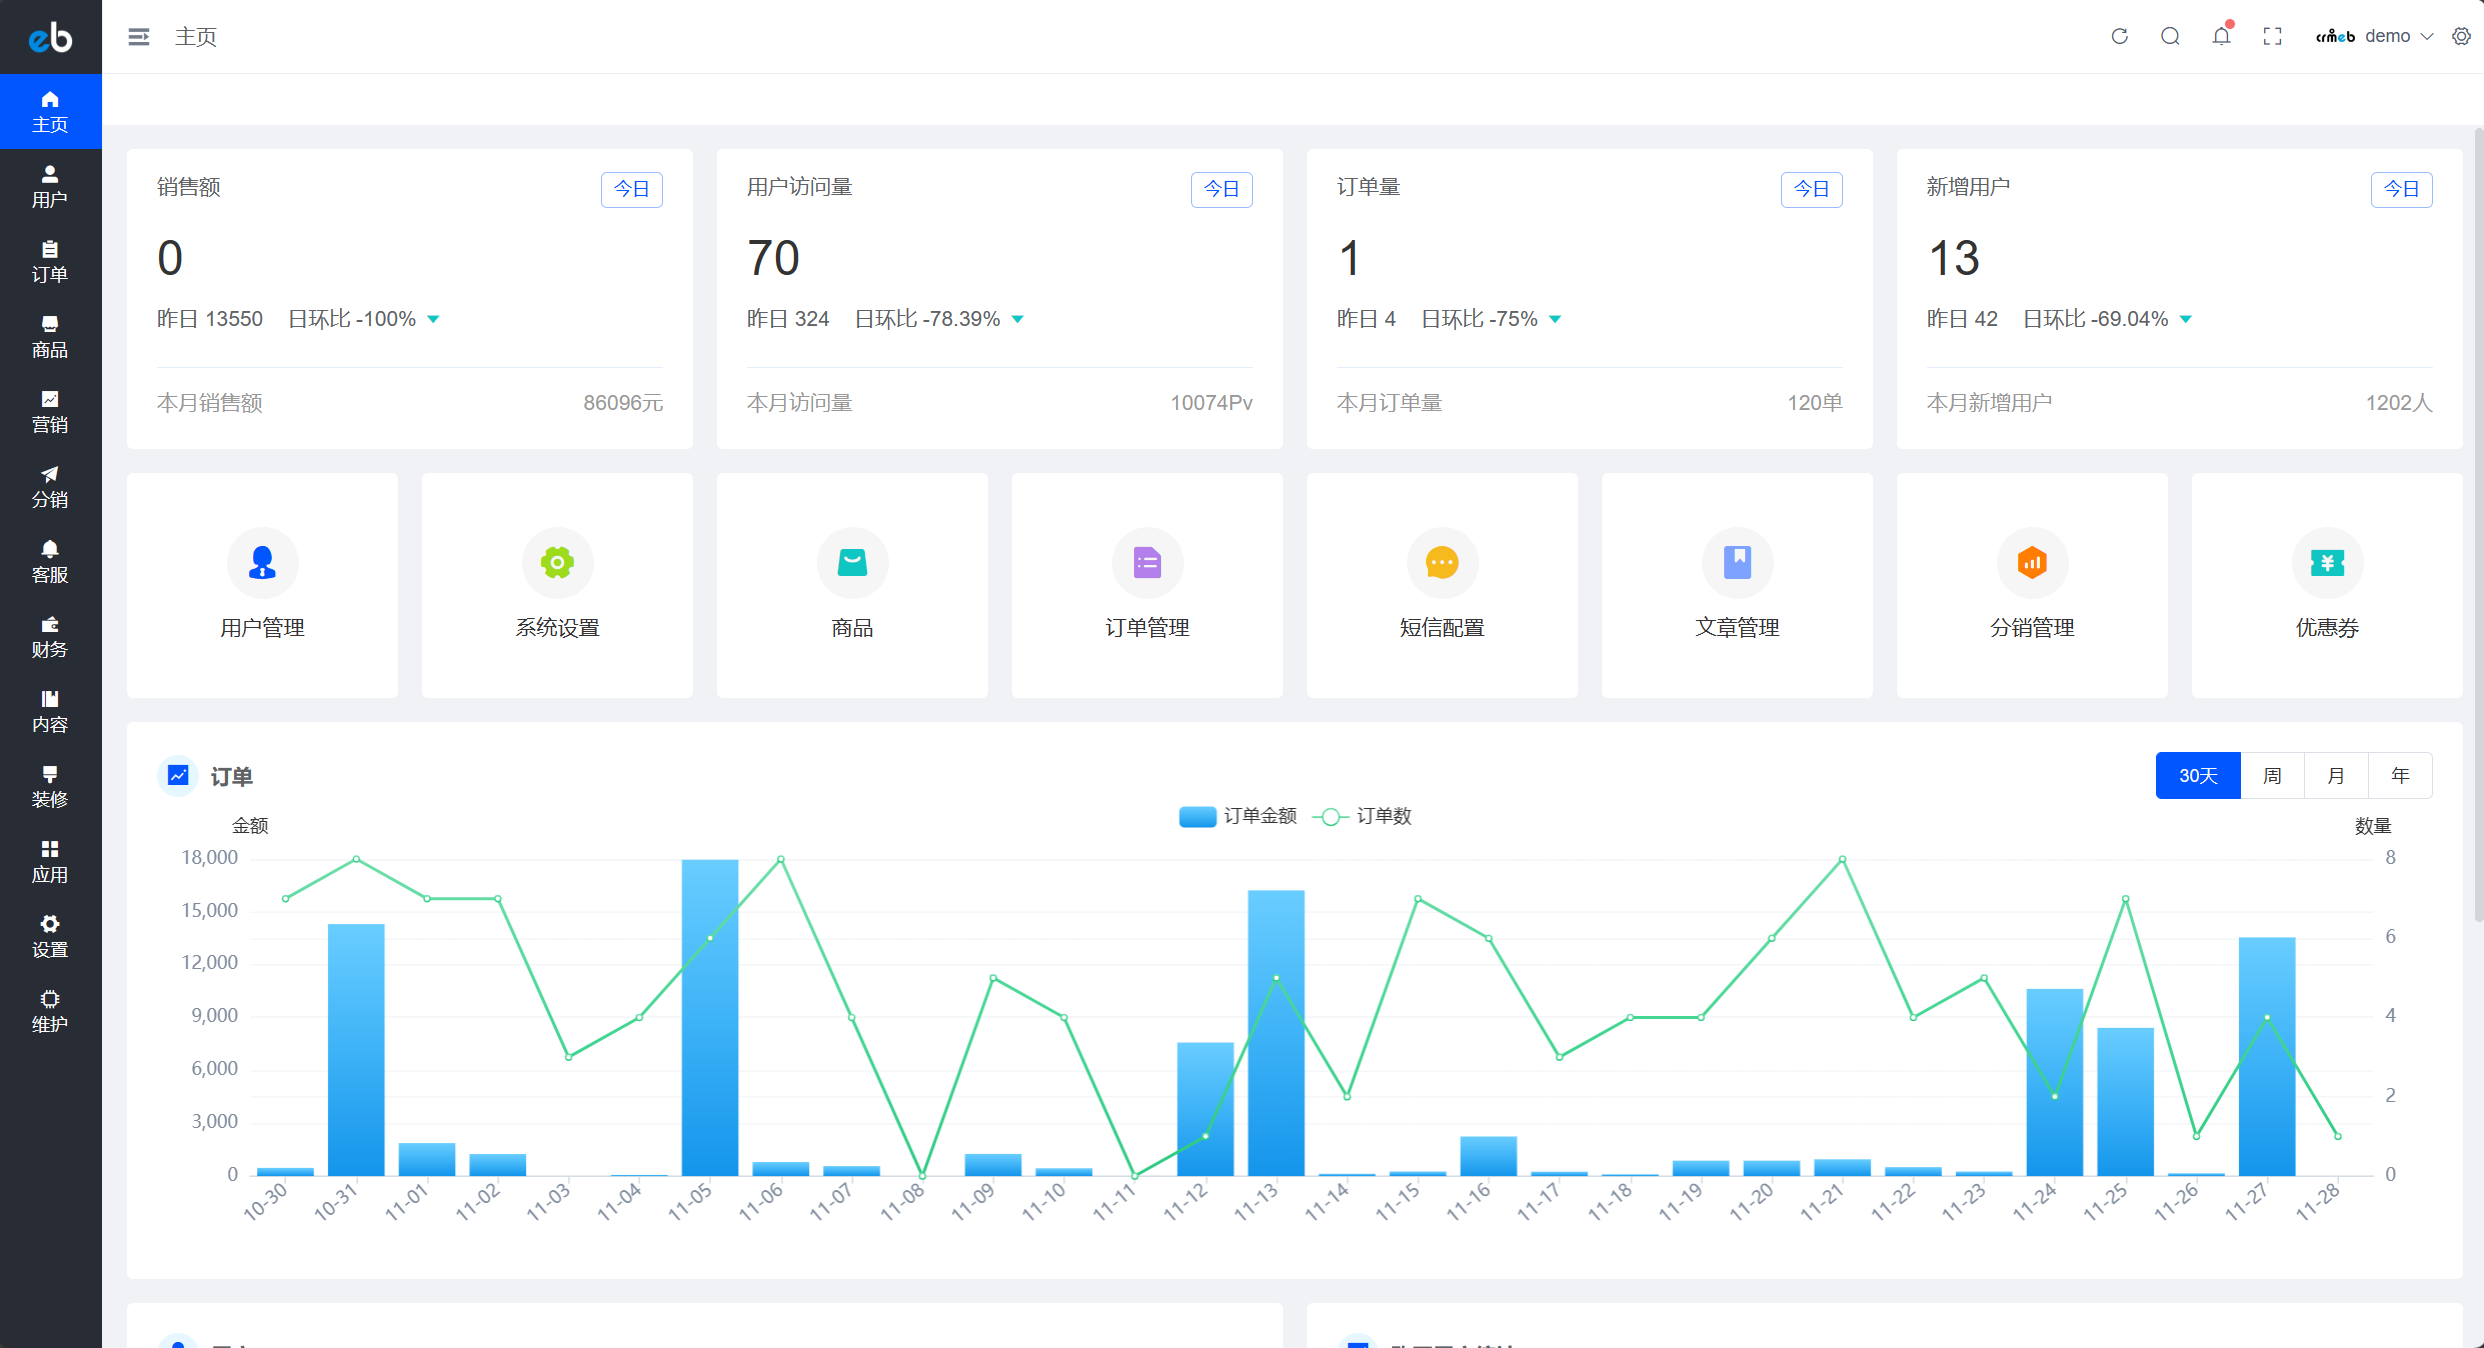 eb
主页
crmeb demo
主页
用户
订单
商品
营销
分销
客服
财务
内容
装修
应用
设置
维护
销售额 今日
0
昨日 13550 日环比 -100%
本月销售额 86096元
用户访问量 今日
70
昨日 324 日环比 -78.39%
本月访问量 10074Pv
订单量 今日
1
昨日 4 日环比 -75%
本月订单量 120单
新增用户 今日
13
昨日 42 日环比 -69.04%
本月新增用户 1202人
用户管理
系统设置
商品
订单管理
短信配置
文章管理
分销管理
优惠券
订单
30天 周 月 年
订单金额 订单数
金额 数量
18,000
15,000
12,000
9,000
6,000
3,000
0
8
6
4
2
0
10-30 10-31 11-01 11-02 11-03 11-04 11-05 11-06 11-07 11-08 11-09 11-10 11-11 11-12 11-13 11-14 11-15 11-16 11-17 11-18 11-19 11-20 11-21 11-22 11-23 11-24 11-25 11-26 11-27 11-28